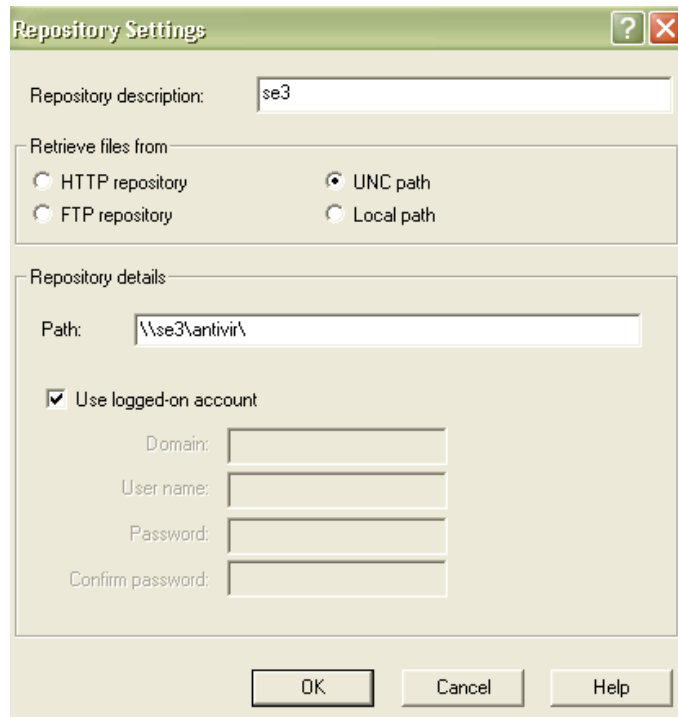 Repository Settings
Repository description: se3
Retrieve files from
HTTP repository UNC path
FTP repository Local path
Repository details
Path: \\se3\antivir\
Use logged-on account
Domain:
User name:
Password:
Confirm password:
OK Cancel Help